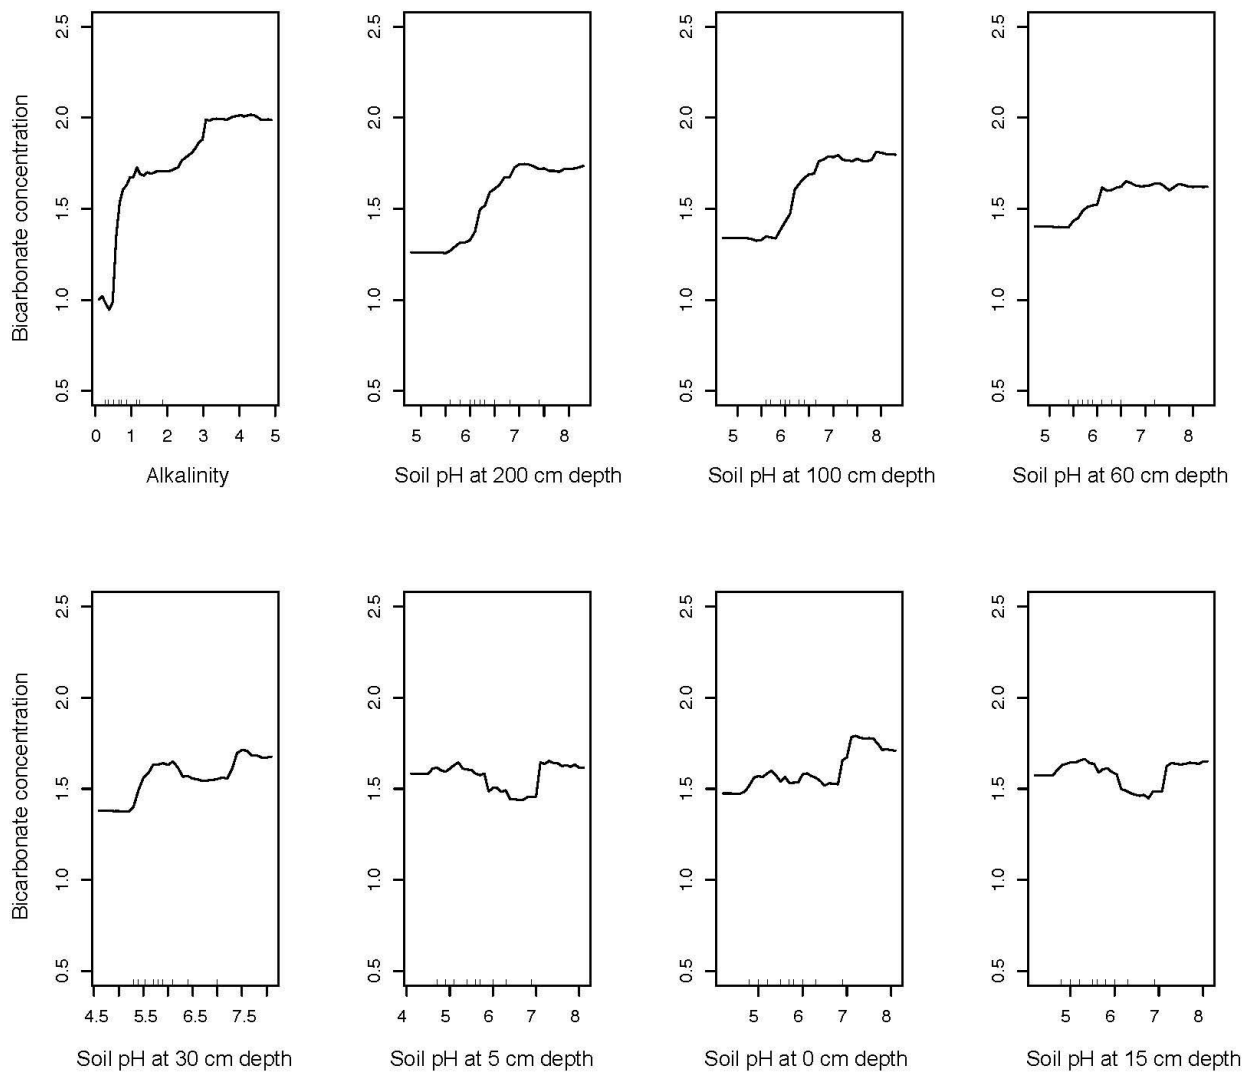 Bicarbonate concentration
2.5
2.0
1.5
1.0
0.5
0 1 2 3 4 5
Alkalinity
2.5
2.0
1.5
1.0
0.5
5 6 7 8
Soil pH at 200 cm depth
2.5
2.0
1.5
1.0
0.5
5 6 7 8
Soil pH at 100 cm depth
2.5
2.0
1.5
1.0
0.5
5 6 7 8
Soil pH at 60 cm depth
Bicarbonate concentration
2.5
2.0
1.5
1.0
0.5
4.5 5.5 6.5 7.5
Soil pH at 30 cm depth
2.5
2.0
1.5
1.0
0.5
4 5 6 7 8
Soil pH at 5 cm depth
2.5
2.0
1.5
1.0
0.5
5 6 7 8
Soil pH at 0 cm depth
2.5
2.0
1.5
1.0
0.5
5 6 7 8
Soil pH at 15 cm depth